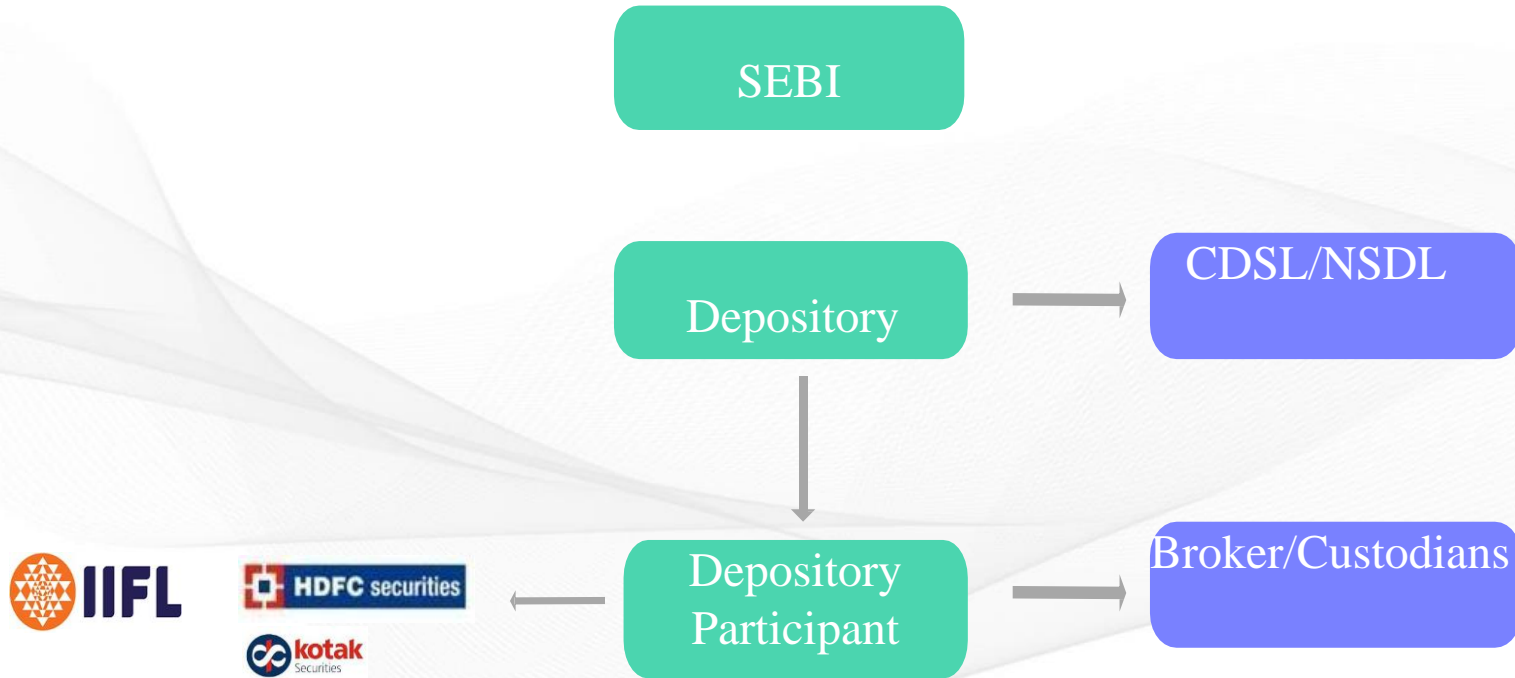 SEBI
CDSL/NSDL
Depository
Broker/Custodians
Depository
Participant
IIFL
HDFC securities
kotak
Securities